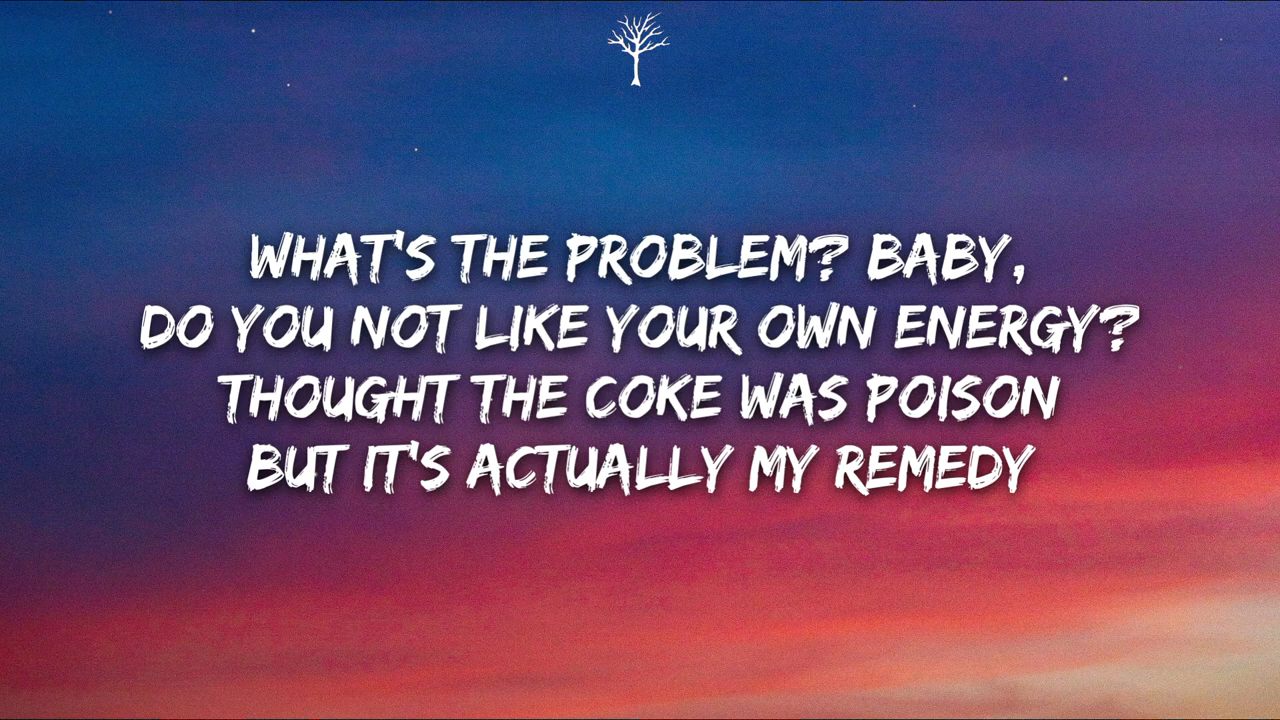 WHAT'S THE PROBLEM? BABY,
DO YOU NOT LIKE YOUR OWN ENERGY?
THOUGHT THE COKE WAS POISON
BUT IT'S ACTUALLY MY REMEDY